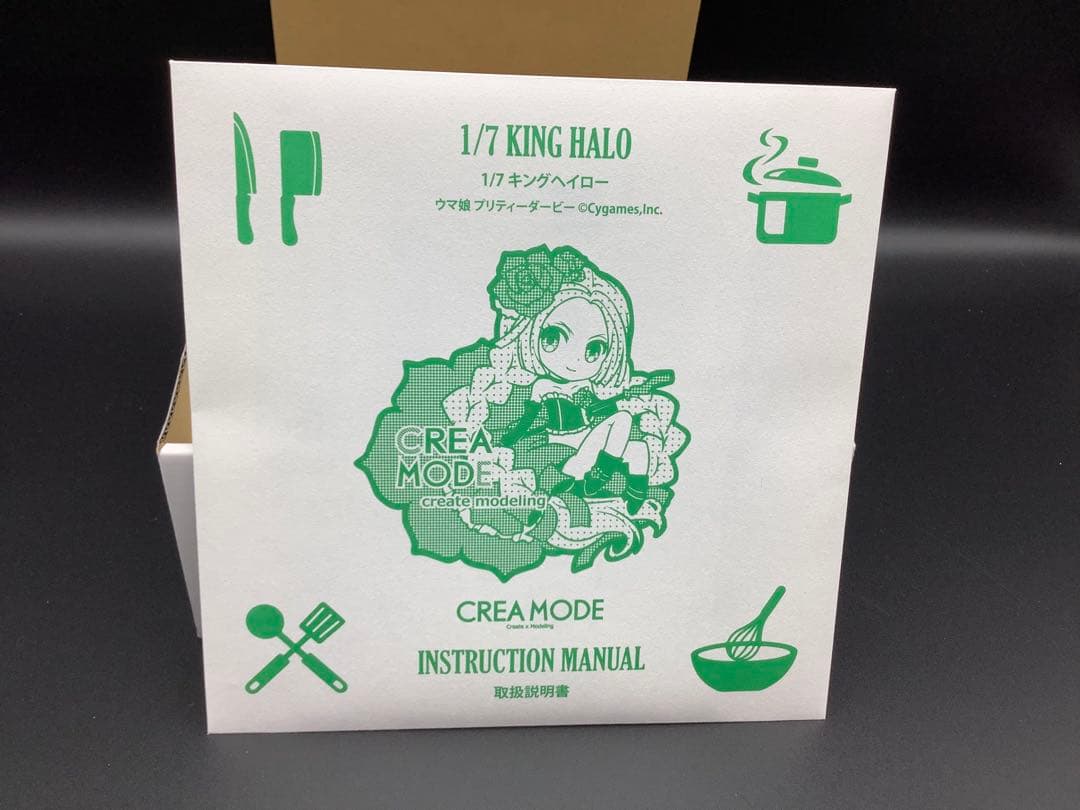 1/7 KING HALO
1/7 キングヘイロー
ウマ娘 プリティーダービー ©Cygames,Inc.
CREA
MODE
create modeling
CREA MODE
Create x Modeling
INSTRUCTION MANUAL
取扱説明書